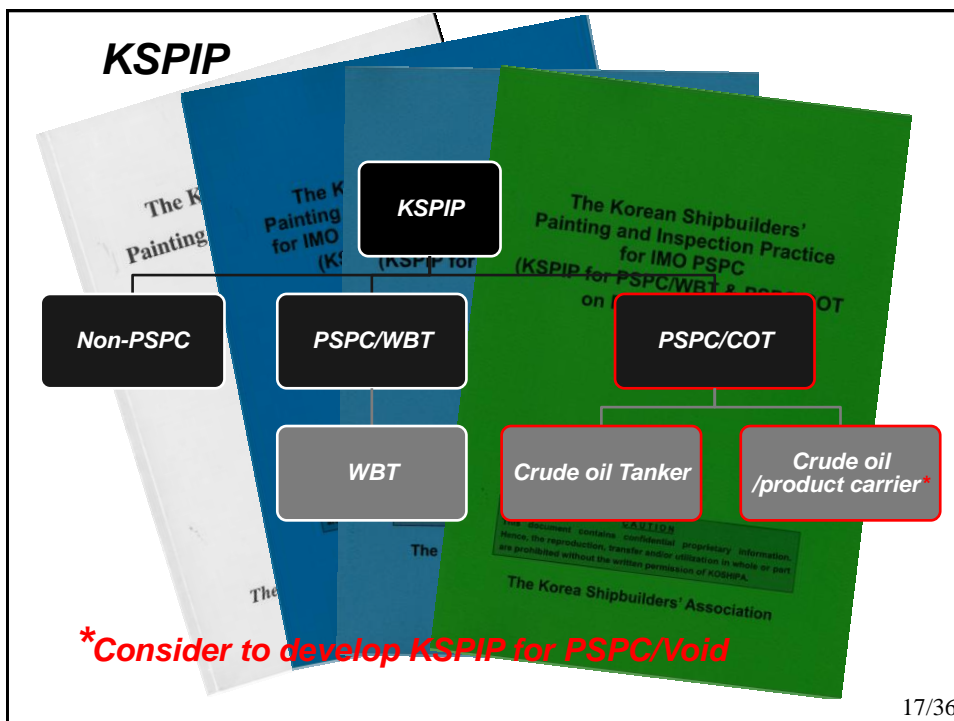 KSPIP
The K
Painting
The K
Painting
for IMO
(KS
(KSPIP for
The Korean Shipbuilders'
Painting and Inspection Practice
for IMO PSPC
(KSPIP for PSPC/WBT & PSPC/COT
on
KSPIP
Non-PSPC
PSPC/WBT
PSPC/COT
WBT
Crude oil Tanker
Crude oil
/product carrier*
CAUTION
This document contains confidential proprietary information.
Hence, the reproduction, transfer and/or utilization in whole or part
are prohibited without the written permission of KOSHIPA.
The
The
The Korea Shipbuilders' Association
*Consider to develop KSPIP for PSPC/Void
17/36